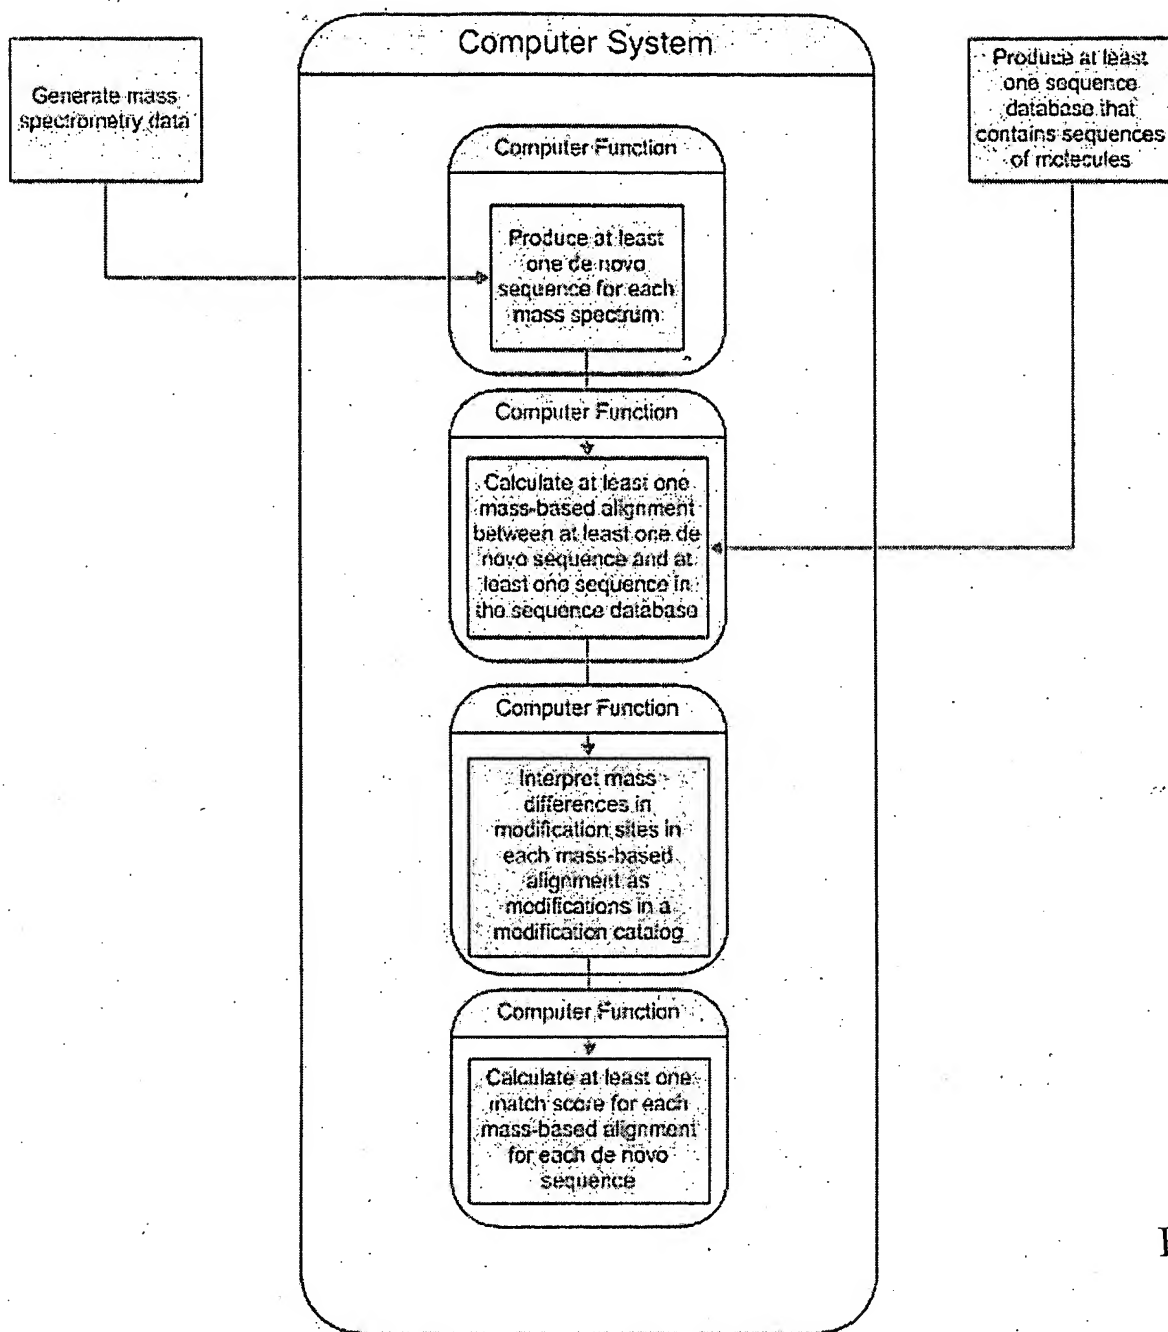 Computer System
Generate mass
spectrometry data
Produce at least
one sequence
database that
contains sequences
of molecules
Computer Function
Produce at least
one de novo
sequence for each
mass spectrum
Computer Function
Calculate at least one
mass-based alignment
between at least one de
novo sequence and at
least one sequence in
the sequence database
Computer Function
Interpret mass
differences in
modification sites in
each mass-based
alignment as
modifications in a
modification catalog
Computer Function
Calculate at least one
match score for each
mass-based alignment
for each de novo
sequence